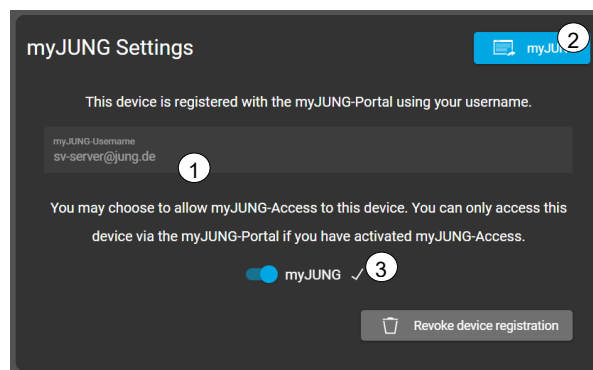 myJUNG Settings
myJU
2
This device is registered with the myJUNG-Portal using your username.
myJUNG-Username
sv-server@jung.de
1
You may choose to allow myJUNG-Access to this device. You can only access this
device via the myJUNG-Portal if you have activated myJUNG-Access.
myJUNG
3
Revoke device registration